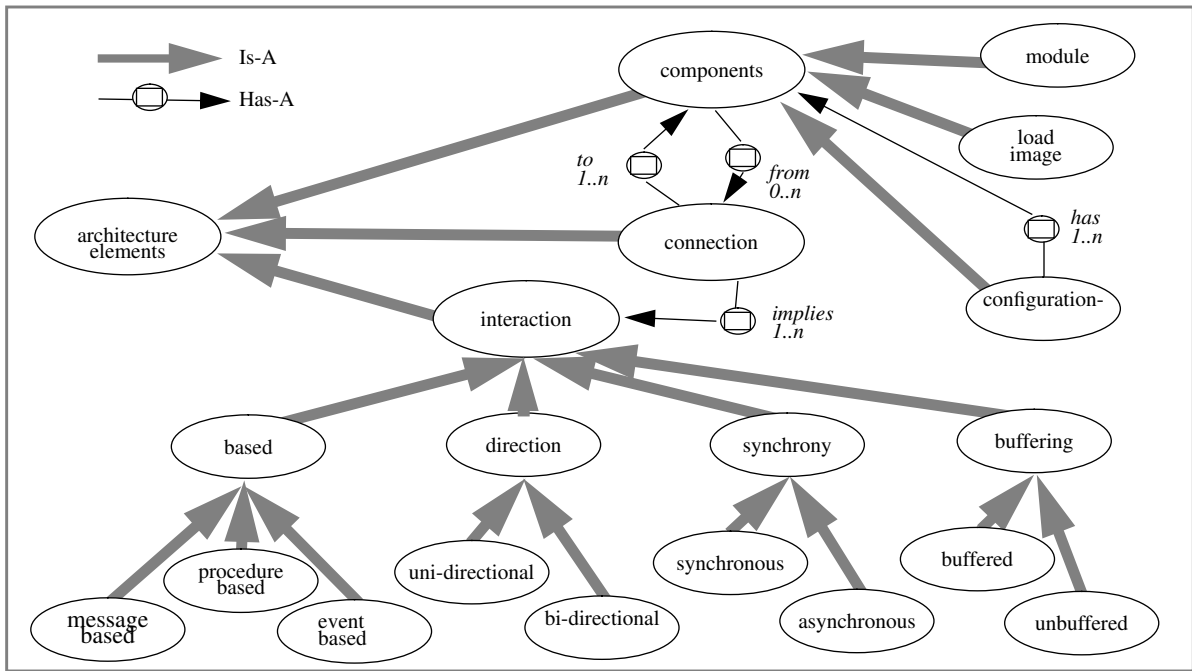 Is-A
Has-A
components
module
load
image
to
1..n
from
0..n
has
1..n
architecture
elements
connection
configuration-
interaction
implies
1..n
based
direction
synchrony
buffering
message
based
procedure
based
event
based
uni-directional
bi-directional
synchronous
asynchronous
buffered
unbuffered